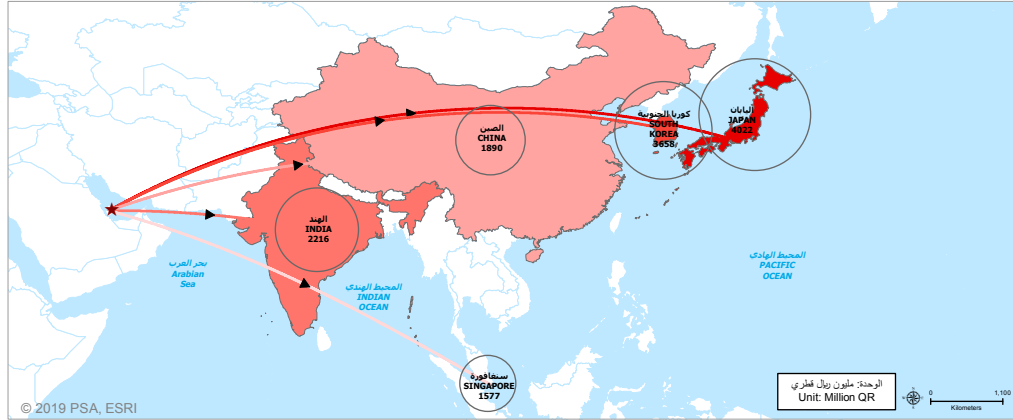 الصين
CHINA
1890
كوريا الجنوبية
SOUTH
KOREA
3658
اليابان
JAPAN
4022
الهند
INDIA
2216
بحر العرب
Arabian
Sea
المحيط الهندي
INDIAN
OCEAN
المحيط الهادي
PACIFIC
OCEAN
سنغافورة
SINGAPORE
1577
الوحدة: مليون ريال قطري
Unit: Million QR
0 1,100
Kilometers
© 2019 PSA, ESRI